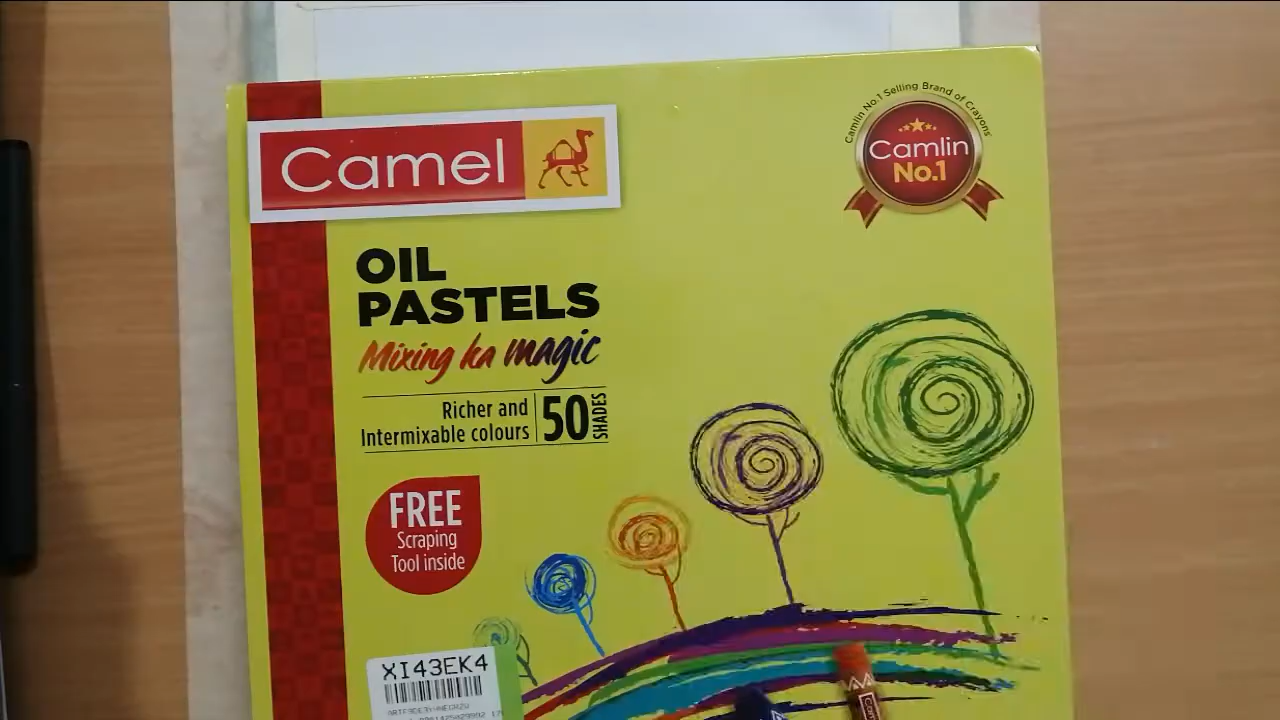 Camel
Camlin No.1 Selling Brand of Crayons
Camlin
No.1
OIL
PASTELS
Mixing ka magic
Richer and
Intermixable colours
50
SHADES
FREE
Scraping
Tool inside
XI43EK4